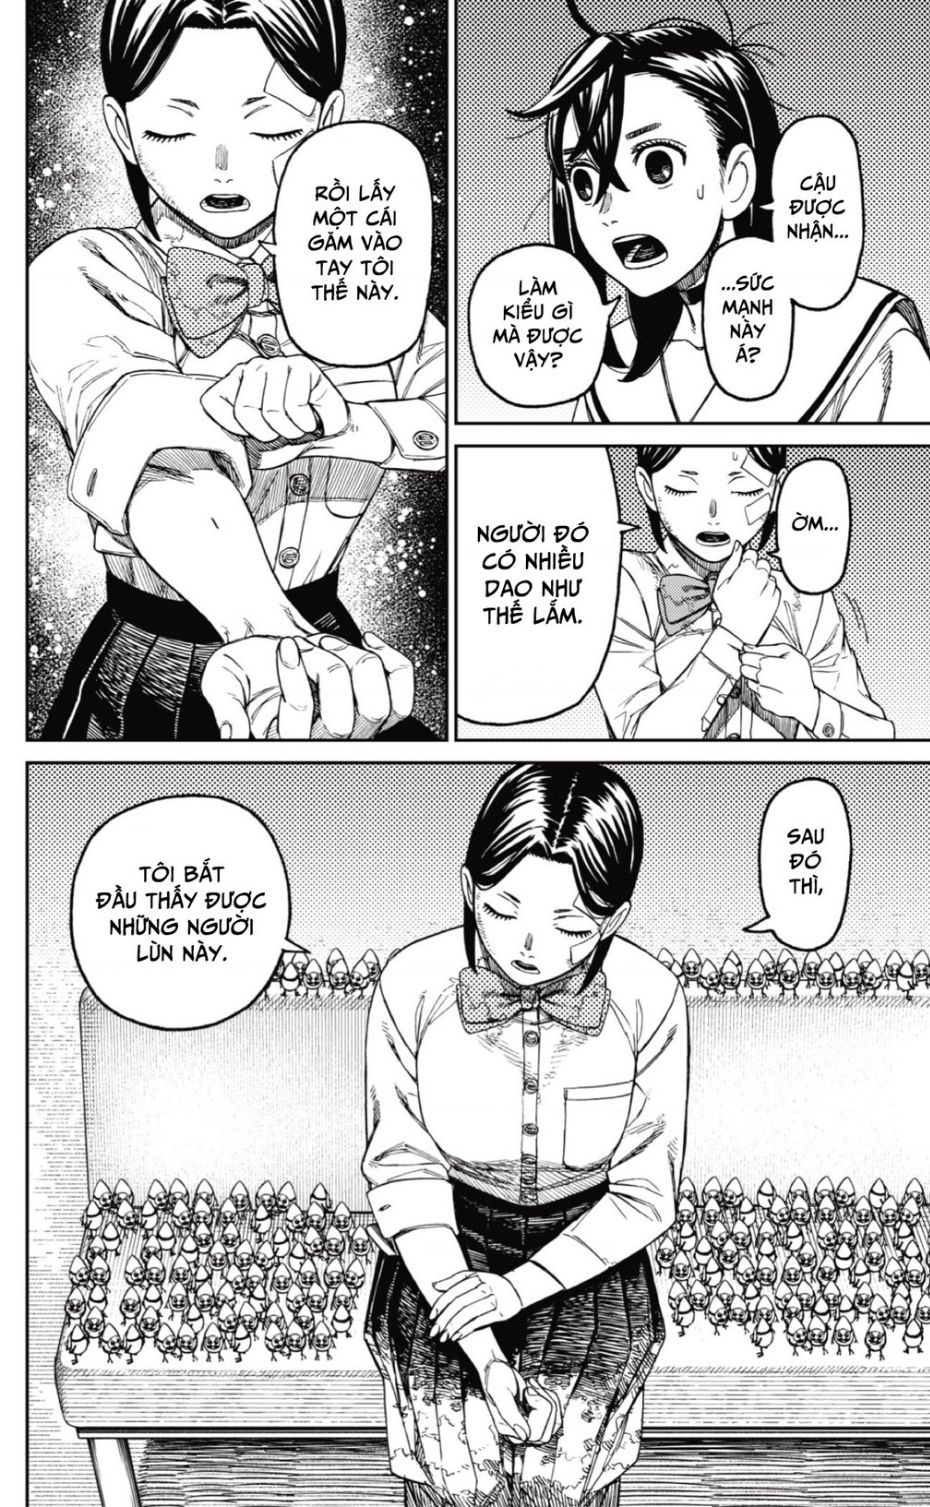 CẬU
ĐƯỢC
NHẬN...
...SỨC
MẠNH
NÀY
Á?
LÀM
KIỂU GÌ
MÀ ĐƯỢC
VẬY?
ỜM...
NGƯỜI ĐÓ
CÓ NHIỀU
DAO NHƯ
THẾ LẮM.
RỒI LẤY
MỘT CÁI
GĂM VÀO
TAY TÔI
THẾ NÀY.
SAU
ĐÓ
THÌ,
TÔI BẮT
ĐẦU THẤY ĐƯỢC
NHỮNG NGƯỜI
LÙN NÀY.